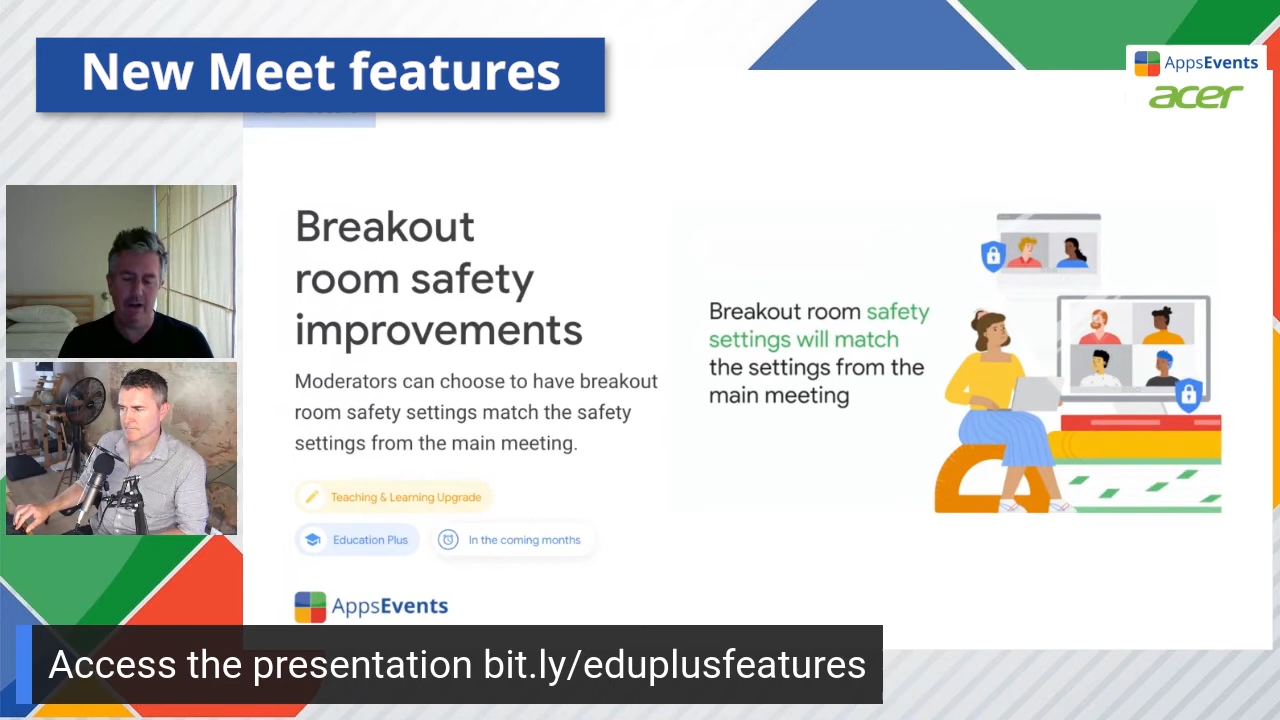 New Meet features
AppsEvents
acer
Breakout
room safety
improvements
Moderators can choose to have breakout
room safety settings match the safety
settings from the main meeting.
Teaching & Learning Upgrade
Education Plus
In the coming months
AppsEvents
Breakout room safety
settings will match
the settings from the
main meeting
Access the presentation bit.ly/eduplusfeatures